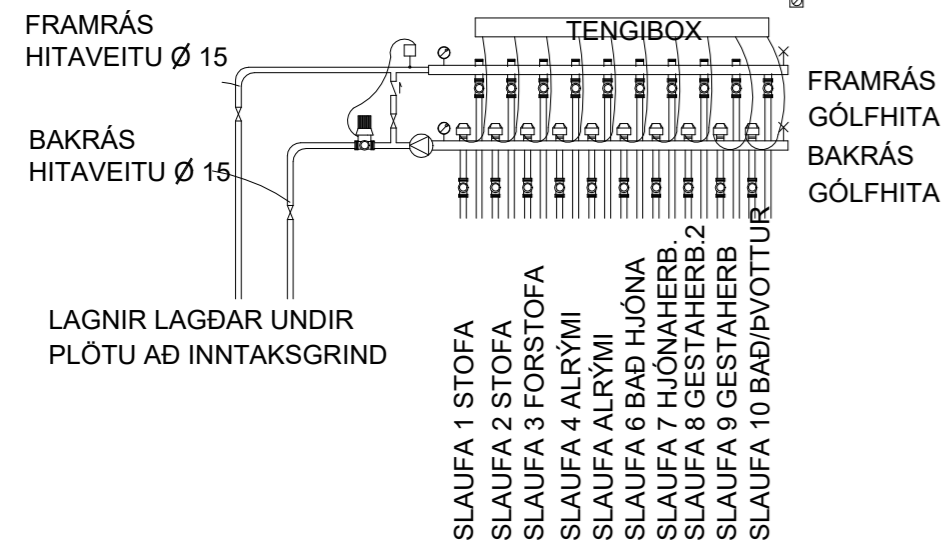 FRAMRÁS
HITAVEITU Ø 15
TENGIBOX
FRAMRÁS
GÓLFHITA
BAKRÁS
HITAVEITU Ø 15
BAKRÁS
GÓLFHITA
LAGNIR LAGÐAR UNDIR
PLÖTU AÐ INNTAKSGRIND
SLAUFA 1 STOFA
SLAUFA 2 STOFA
SLAUFA 3 FORSTOFA
SLAUFA 4 ALRÝMI
SLAUFA ALRÝMI
SLAUFA 6 BAÐ HJÓNA
SLAUFA 7 HJÓNAHERB.
SLAUFA 8 GESTAHERB.2
SLAUFA 9 GESTAHERB
SLAUFA 10 BAÐ/ÞVOTTUR